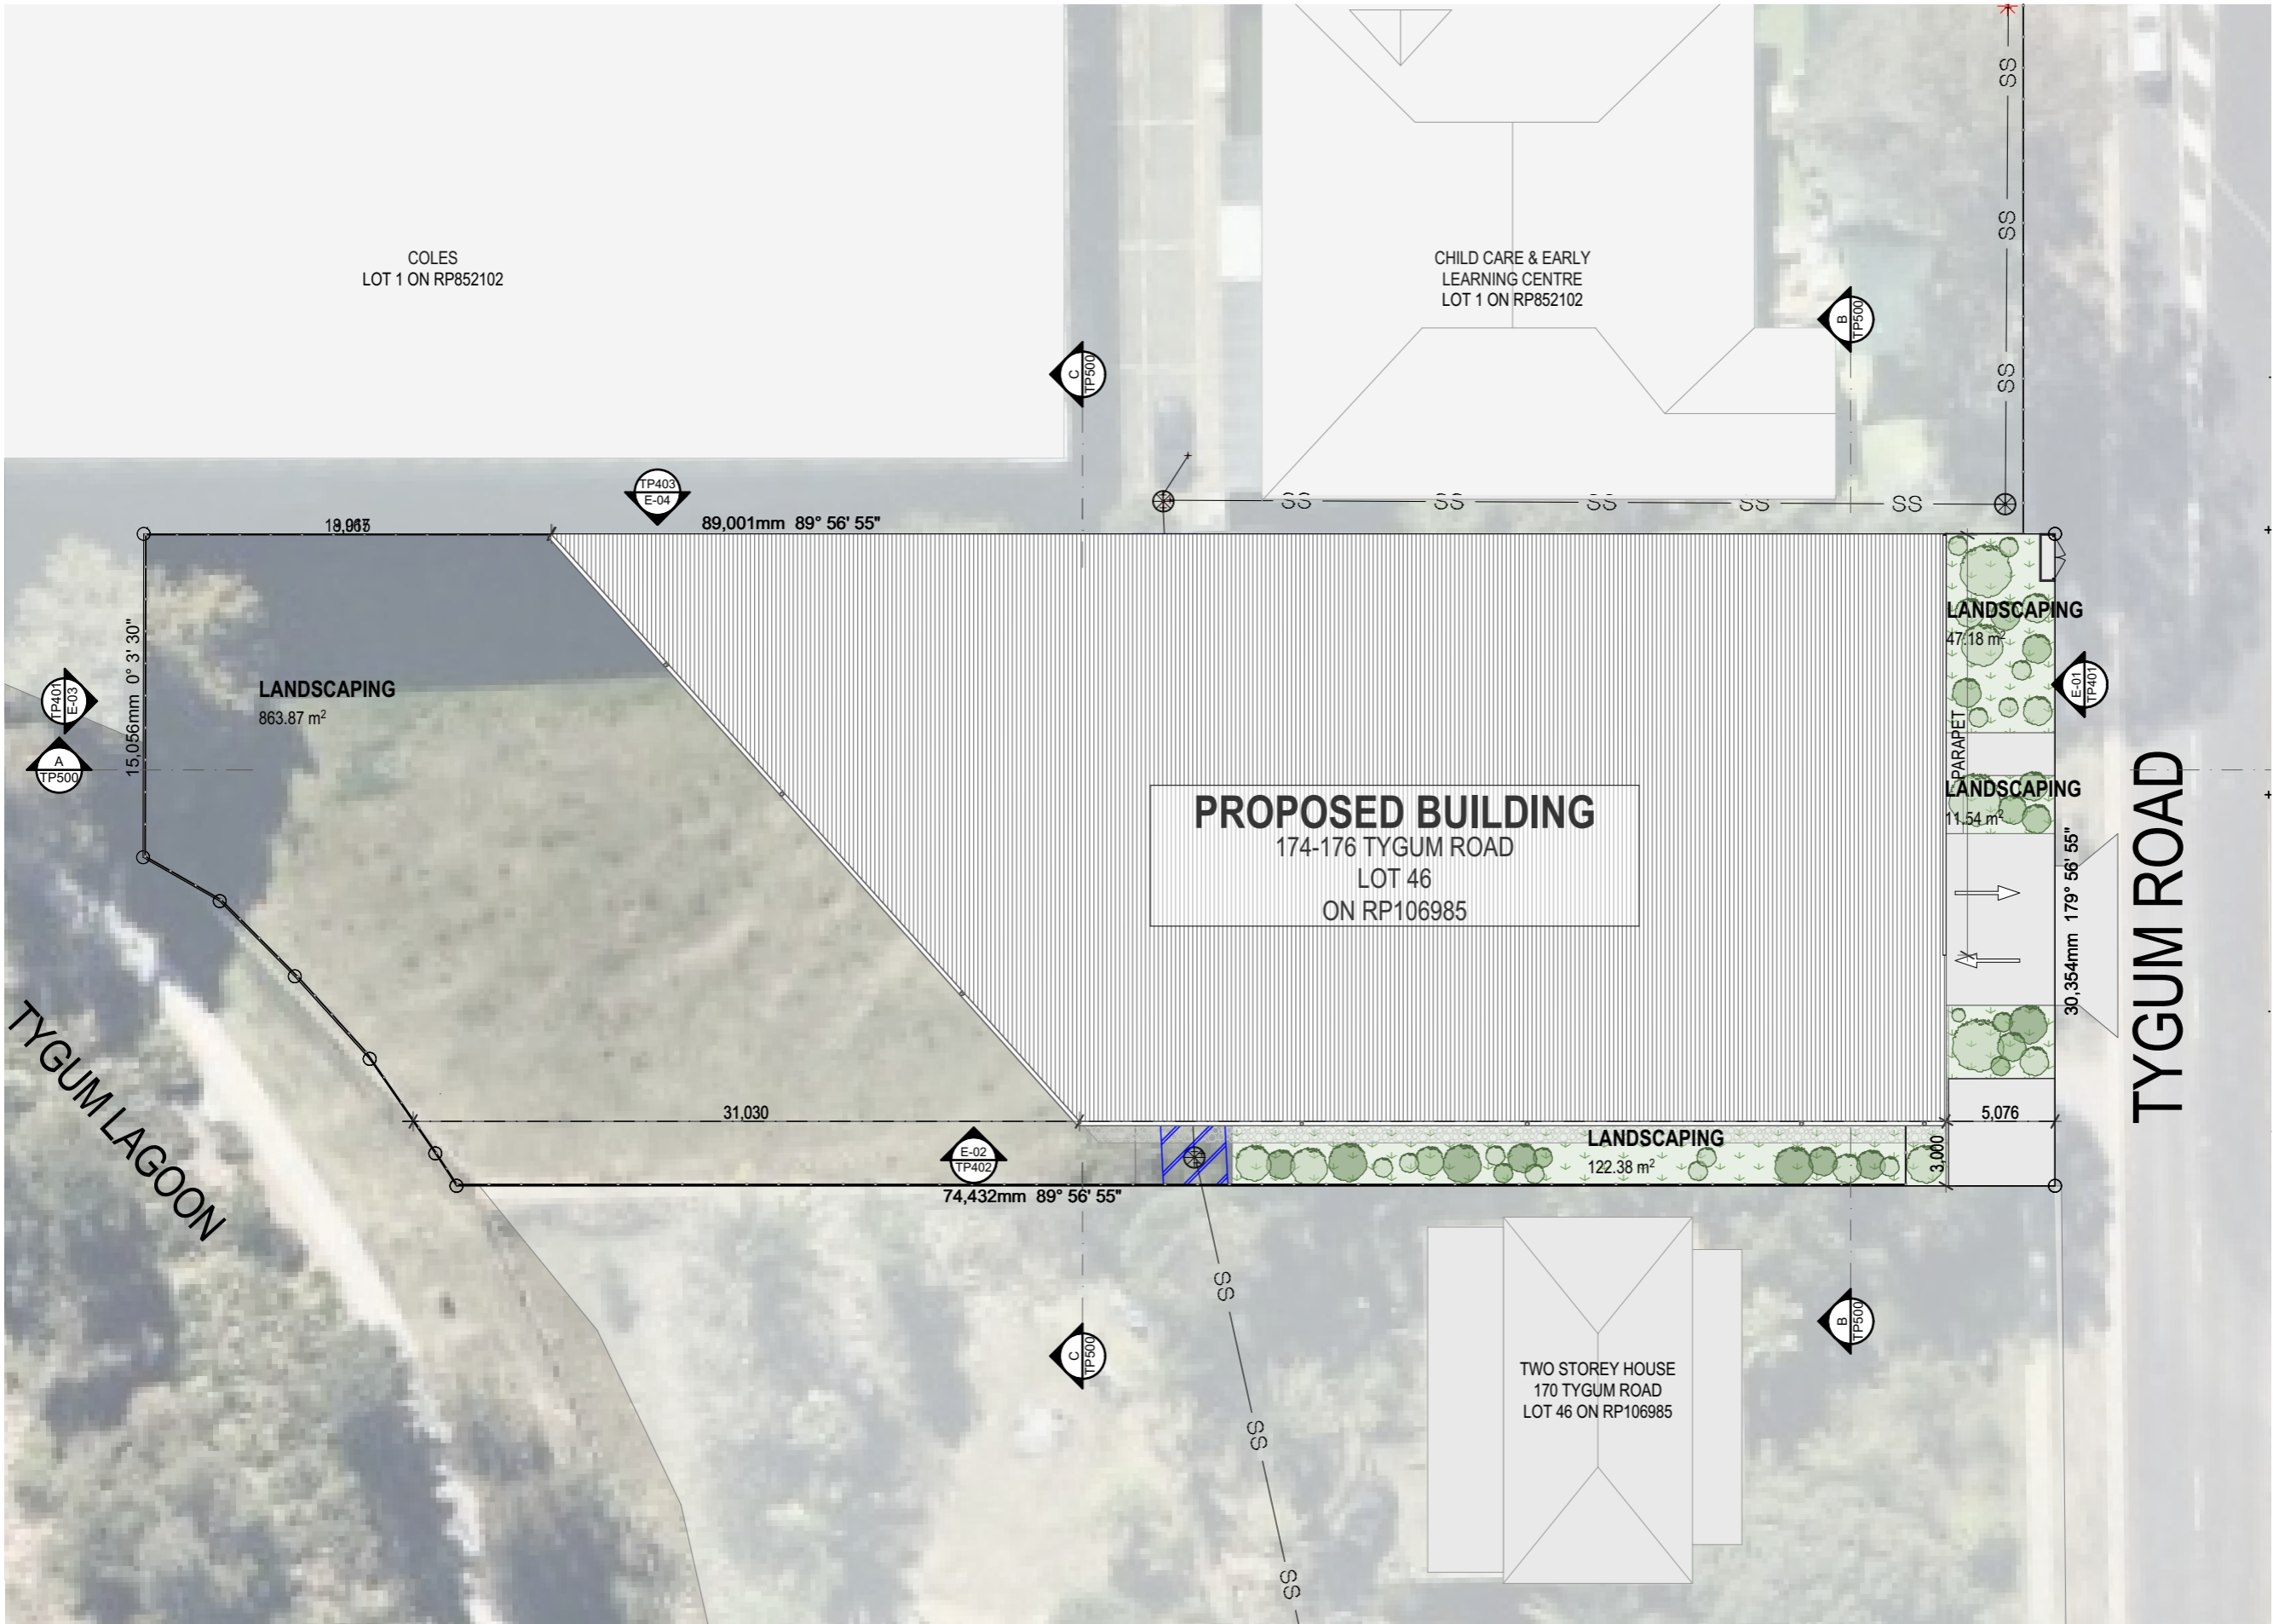 SS
COLES
LOT 1 ON RP852102
CHILD CARE & EARLY
LEARNING CENTRE
LOT 1 ON RP852102
SS
B
TP500
C
TP500
SS
TP403
E-04
SS
SS
SS
SS
SS
89,001mm 89° 56' 55"
LANDSCAPING
47.18 m²
15,056mm 0° 3' 30"
TP401
E-03
LANDSCAPING
863.87 m²
E-01
TP401
PARAPET
A
TP500
LANDSCAPING
11.54 m²
PROPOSED BUILDING
174-176 TYGUM ROAD
LOT 46
ON RP106985
30,354mm 179° 56' 55"
TYGUM ROAD
TYGUM LAGOON
31,030
5,076
E-02
TP402
LANDSCAPING
122.38 m²
3,000
74,432mm 89° 56' 55"
SS
C
TP500
B
TP500
TWO STOREY HOUSE
170 TYGUM ROAD
LOT 46 ON RP106985
SS
SS